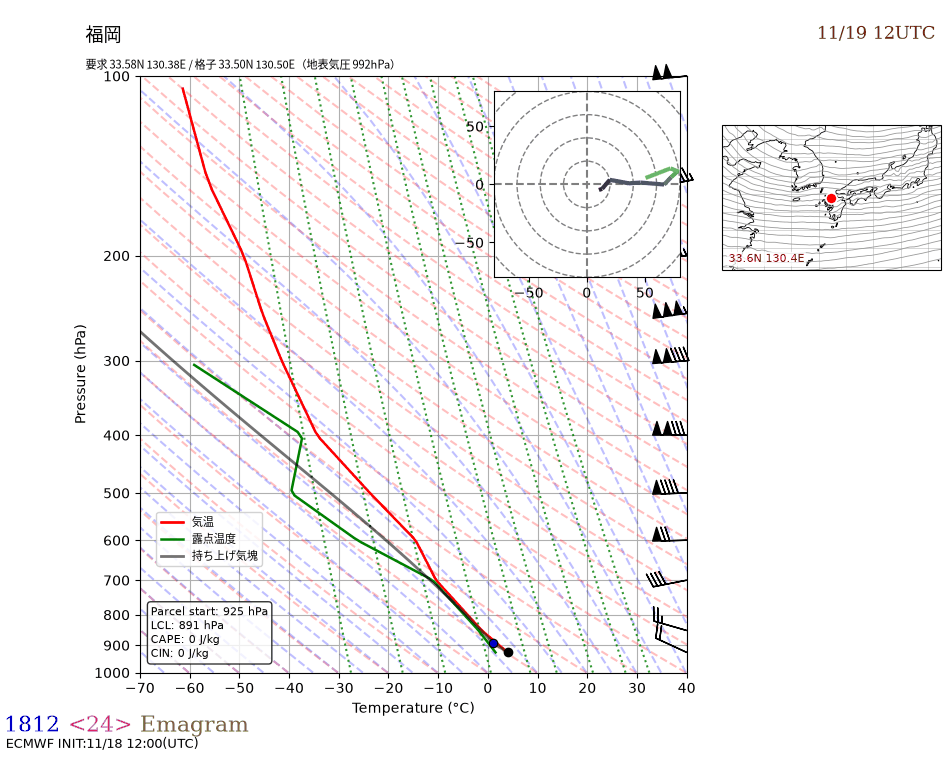 福岡
11/19 12UTC
要求 33.58N 130.38E / 格子 33.50N 130.50E（地表気圧 992hPa）
100
200
300
400
500
600
700
800
900
1000
Pressure (hPa)
−70 −60 −50 −40 −30 −20 −10 0 10 20 30 40
Temperature (°C)
50
0
−50
−50 0 50
33.6N 130.4E
気温
露点温度
持ち上げ気塊
Parcel start: 925 hPa
LCL: 891 hPa
CAPE: 0 J/kg
CIN: 0 J/kg
1812 <24> Emagram
ECMWF INIT:11/18 12:00(UTC)